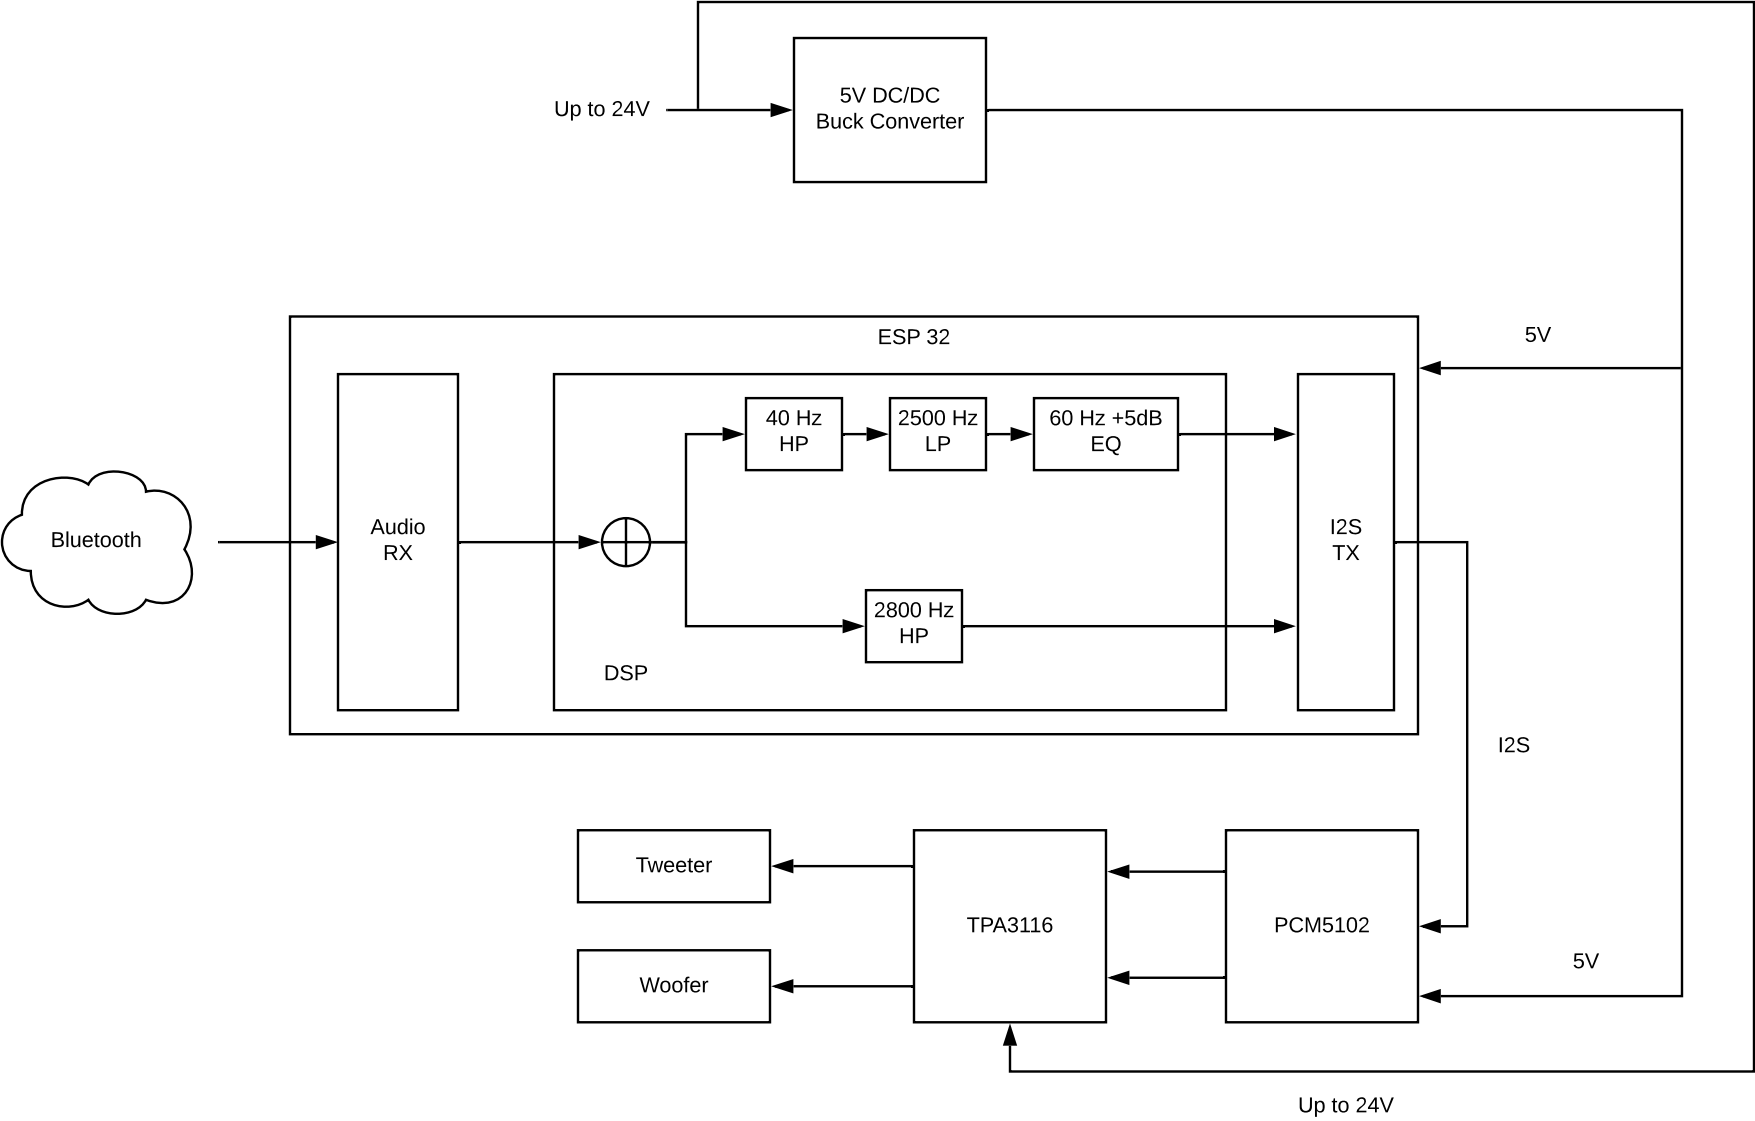 Up to 24V
5V DC/DC
Buck Converter
ESP 32
5V
40 Hz
HP
2500 Hz
LP
60 Hz +5dB
EQ
Bluetooth
Audio
RX
I2S
TX
2800 Hz
HP
DSP
I2S
Tweeter
TPA3116
PCM5102
Woofer
5V
Up to 24V